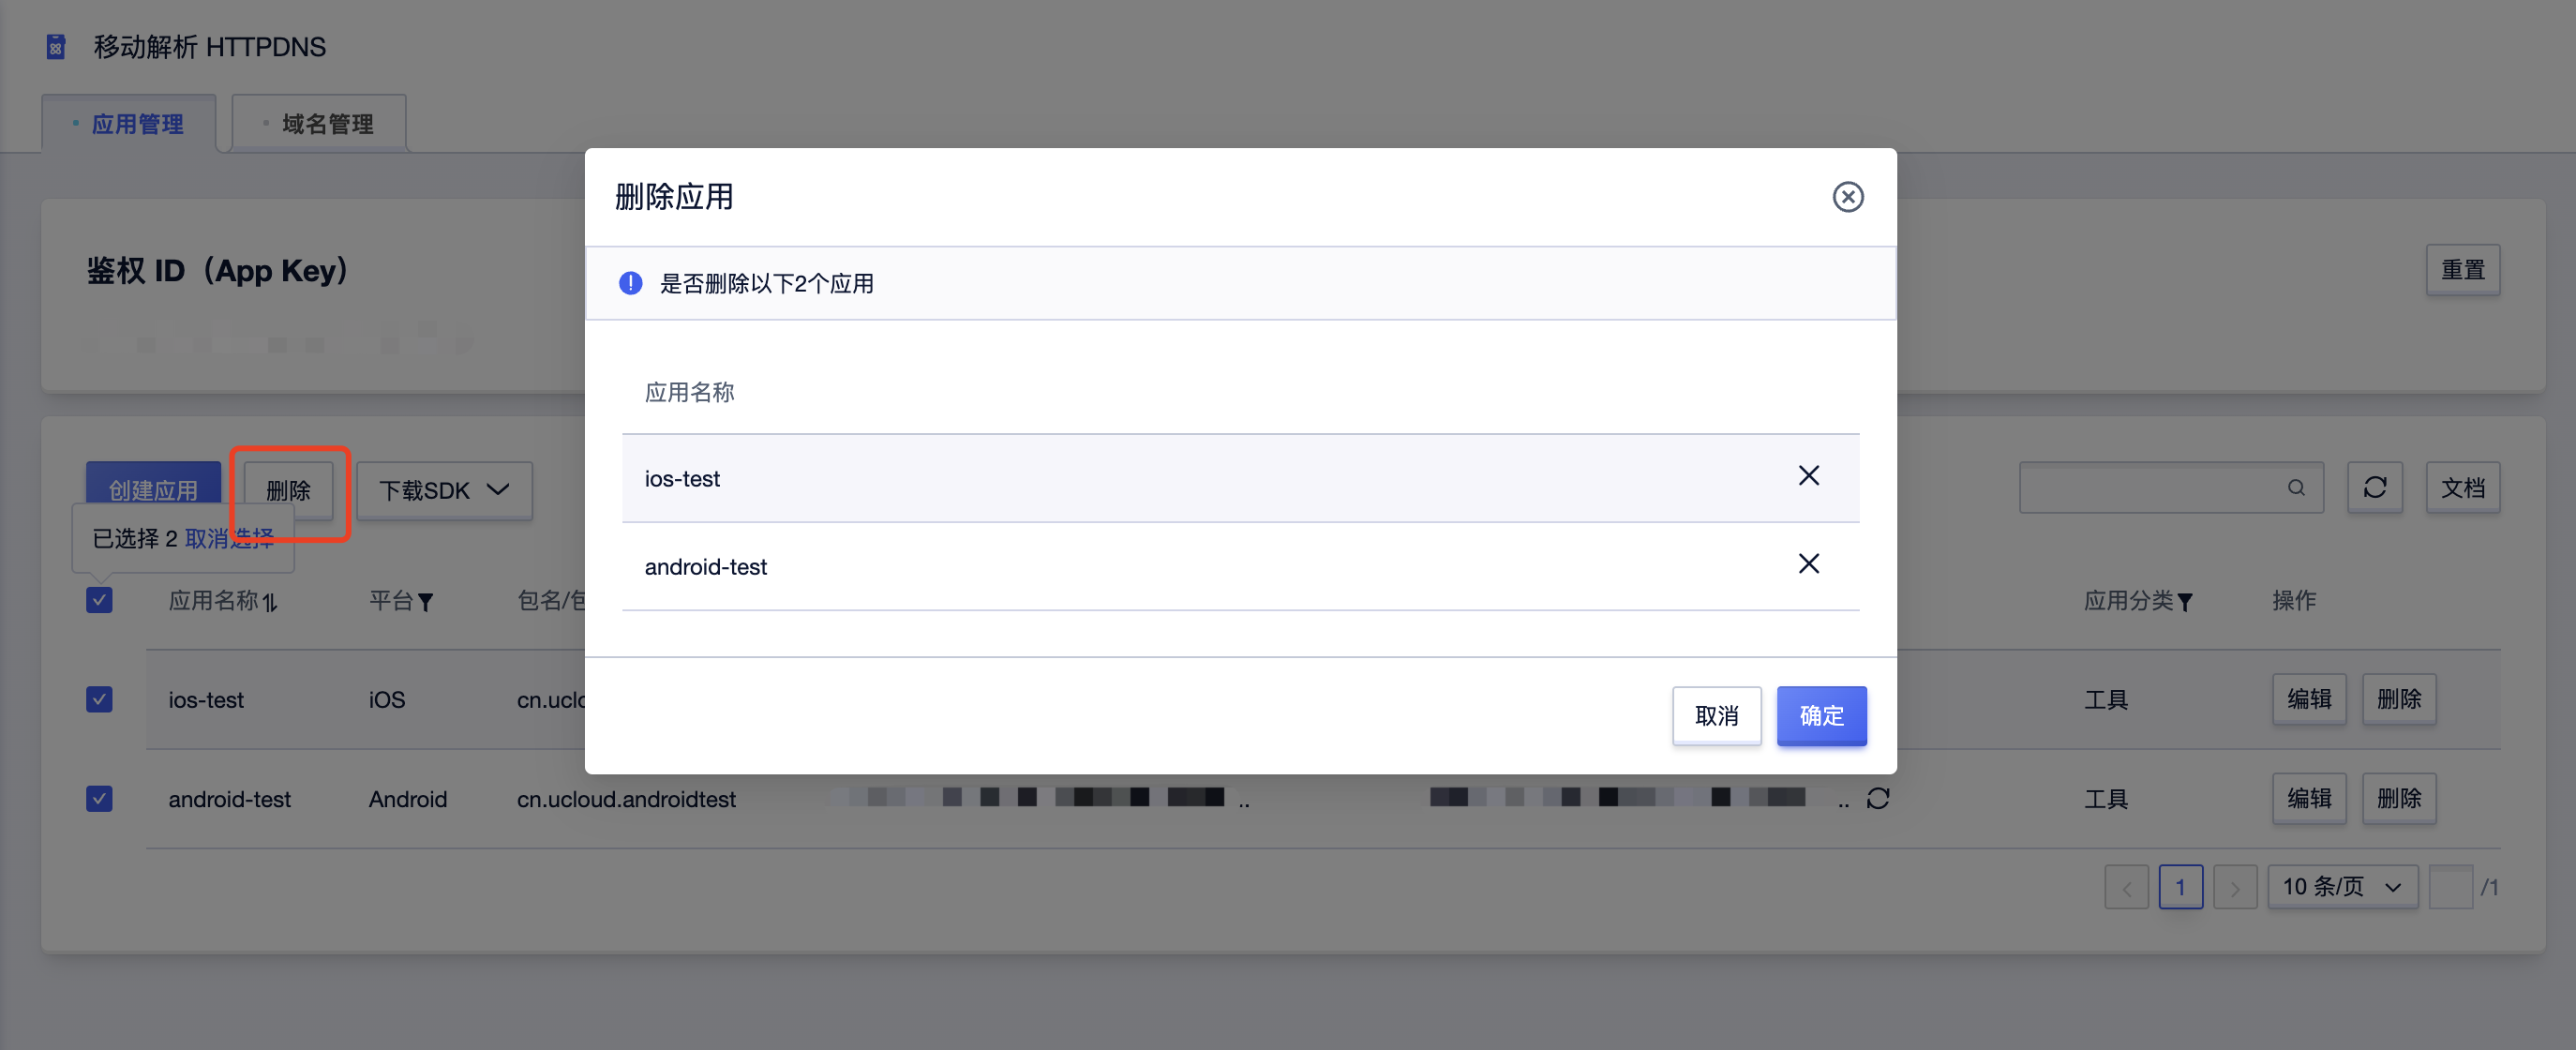 移动解析 HTTPDNS
应用管理
域名管理
鉴权 ID（App Key）
重置
创建应用
删除
下载SDK
文档
已选择 2 取消选择
应用名称
平台
包名/包
应用分类
操作
ios-test
iOS
cn.uclo
工具
编辑
删除
android-test
Android
cn.ucloud.androidtest
..
..
工具
编辑
删除
1
10 条/页
/1
删除应用
是否删除以下2个应用
应用名称
ios-test
android-test
取消
确定